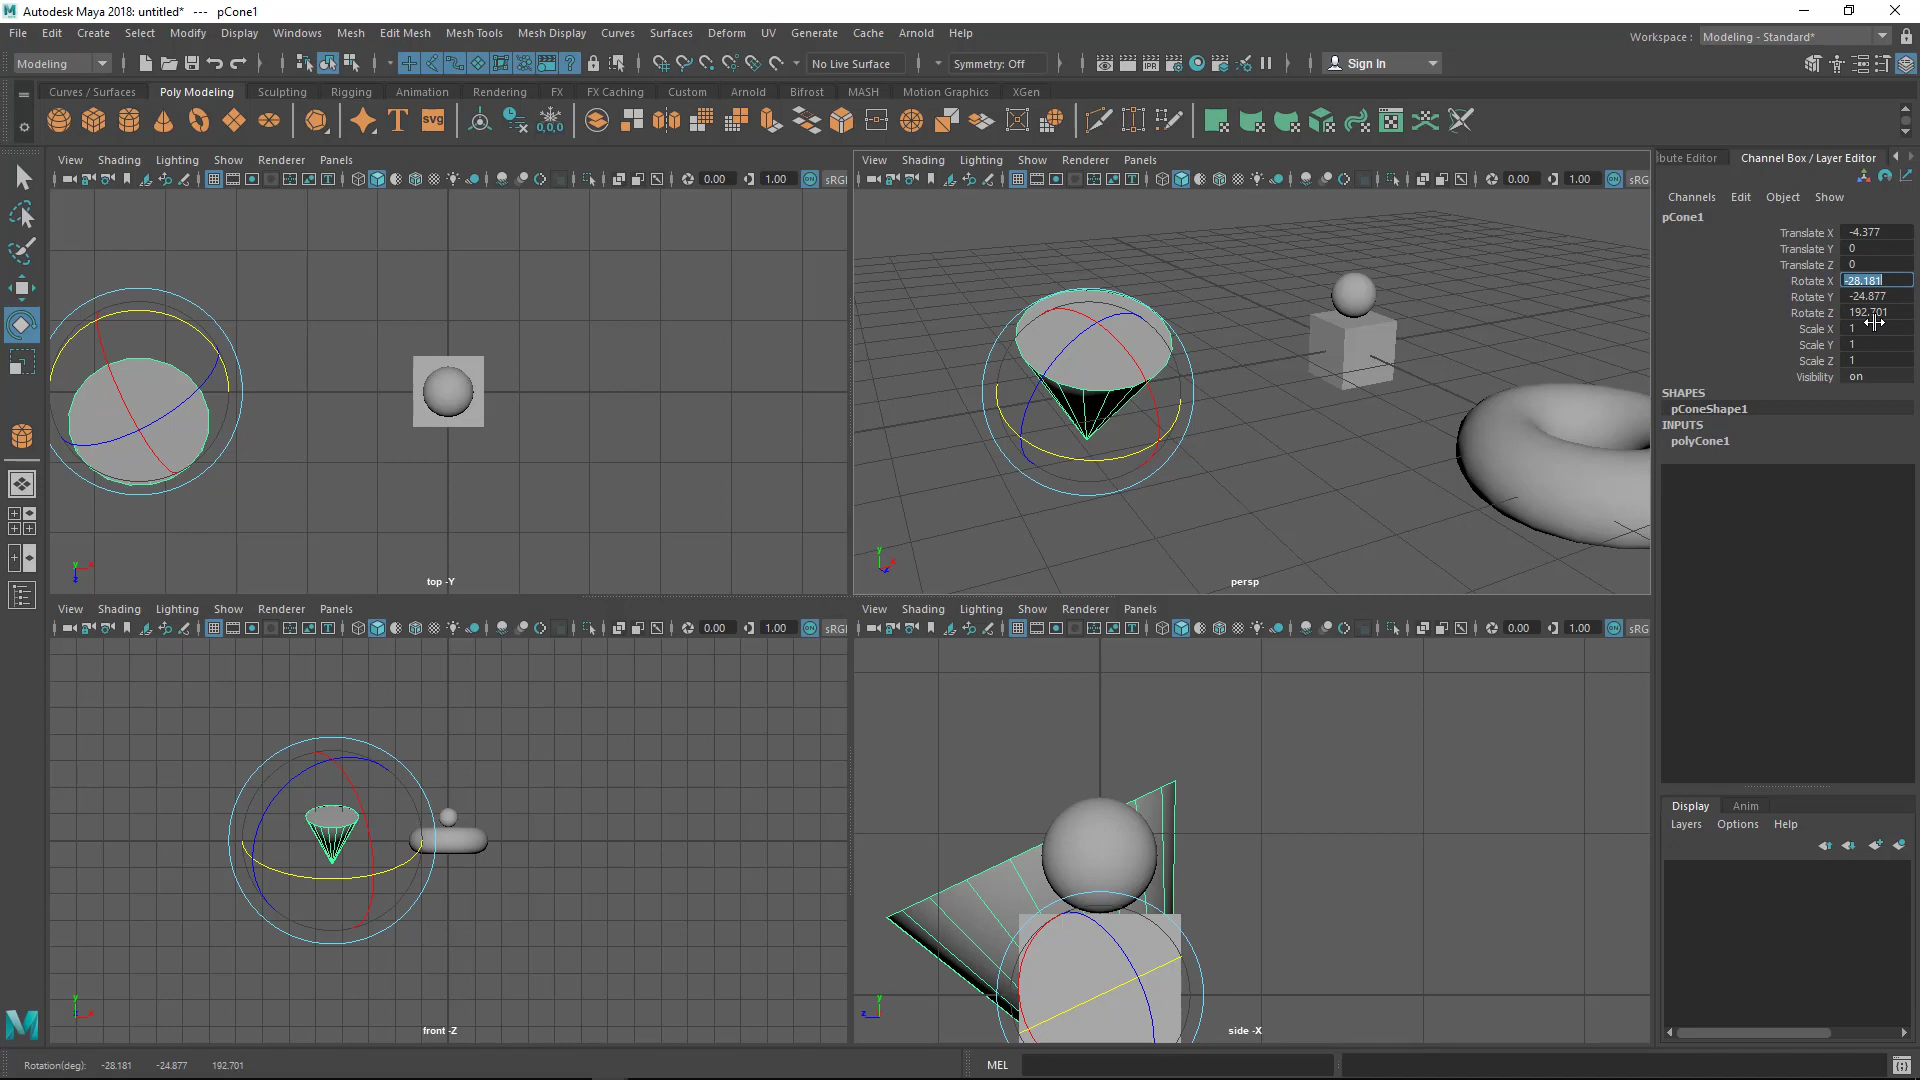 Autodesk Maya 2018: untitled*   ---   pCone1
File Edit Create Select Modify Display Windows Mesh Edit Mesh Mesh Tools Mesh Display Curves Surfaces Deform UV Generate Cache Arnold Help
Workspace : Modeling - Standard*
Modeling No Live Surface Symmetry: Off Sign In
Curves / Surfaces Poly Modeling Sculpting Rigging Animation Rendering FX FX Caching Custom Arnold Bifrost MASH Motion Graphics XGen
View Shading Lighting Show Renderer Panels
0.00 1.00 sRG
top -Y
View Shading Lighting Show Renderer Panels
0.00 1.00 sRG
persp
View Shading Lighting Show Renderer Panels
0.00 1.00 sRG
front -Z
View Shading Lighting Show Renderer Panels
0.00 1.00 sRG
side -X
bute Editor Channel Box / Layer Editor
Channels Edit Object Show
pCone1
Translate X -4.377
Translate Y 0
Translate Z 0
Rotate X -28.181
Rotate Y -24.877
Rotate Z 192.701
Scale X 1
Scale Y 1
Scale Z 1
Visibility on
SHAPES
pConeShape1
INPUTS
polyCone1
Display Anim
Layers Options Help
Rotation(deg): -28.181 -24.877 192.701
MEL